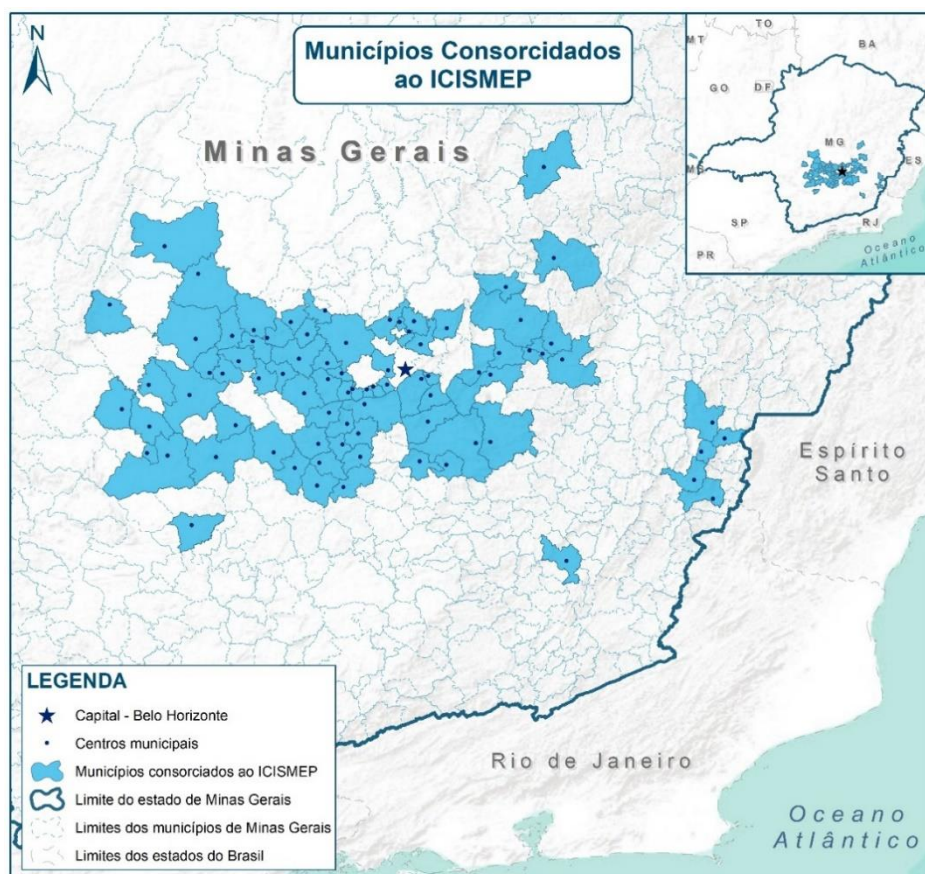 N
Municípios Consorcidados
ao ICISMEP
Minas Gerais
TO
MT
BA
GO
DF
MG
MS
ES
SP
RJ
PR
Oceano
Atlântico
Espírito
Santo
Rio de Janeiro
Oceano
Atlântico
LEGENDA
Capital - Belo Horizonte
Centros municipais
Municípios consorciados ao ICISMEP
Limite do estado de Minas Gerais
Limites dos municípios de Minas Gerais
Limites dos estados do Brasil